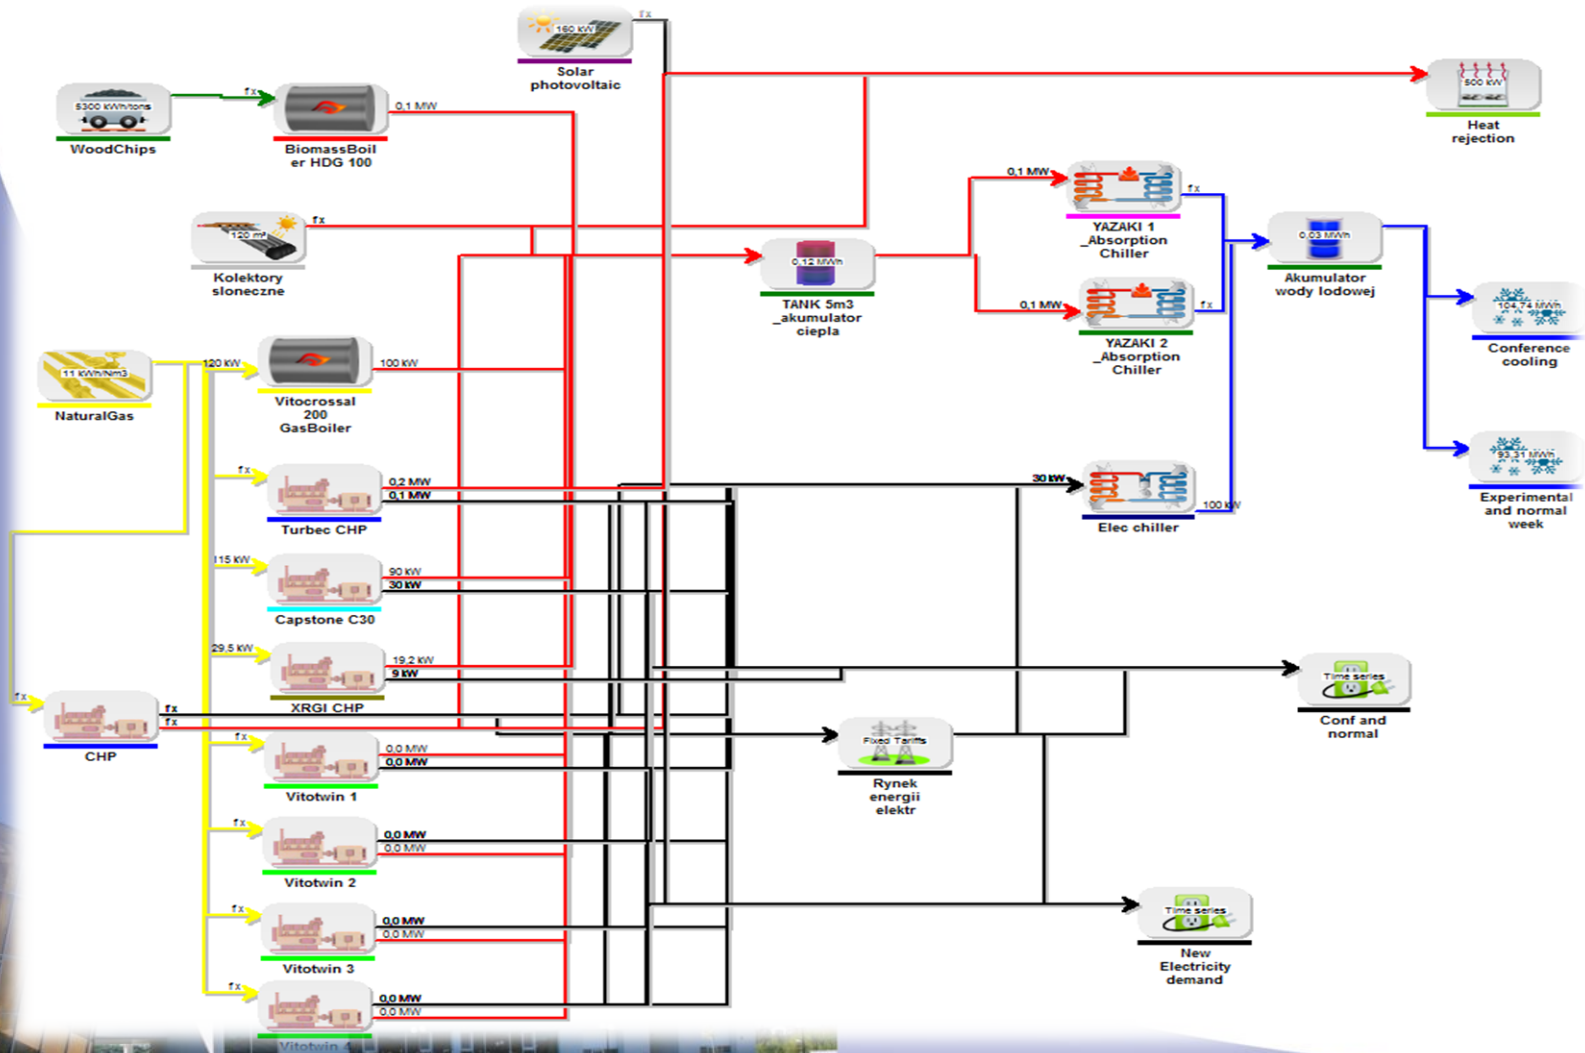 fx
160 kW
Solar
photovoltaic
500 kW
Heat
rejection
5300 kWh/tons
WoodChips
fx
BiomassBoil
er HDG 100
0,1 MW
120 m²
fx
Kolektory
sloneczne
0,12 MWh
TANK 5m3
_akumulator
ciepla
0,1 MW
fx
YAZAKI 1
_Absorption
Chiller
0,1 MW
fx
YAZAKI 2
_Absorption
Chiller
0,03 MWh
Akumulator
wody lodowej
104,74 MWh
Conference
cooling
93,31 MWh
Experimental
and normal
week
11 kWh/Nm3
NaturalGas
120 kW
100 kW
Vitocrossal
200
GasBoiler
fx
0,2 MW
0,1 MW
Turbec CHP
30 kW
100 kW
Elec chiller
115 kW
90 kW
30 kW
Capstone C30
29,5 kW
19,2 kW
9 kW
XRGI CHP
fx
fx
fx
CHP
Time series
Conf and
normal
Fixed Tariffs
Rynek
energii
elektr
fx
0,0 MW
0,0 MW
Vitotwin 1
fx
0,0 MW
0,0 MW
Vitotwin 2
fx
0,0 MW
0,0 MW
Vitotwin 3
Time series
New
Electricity
demand
fx
0,0 MW
0,0 MW
Vitotwin 4